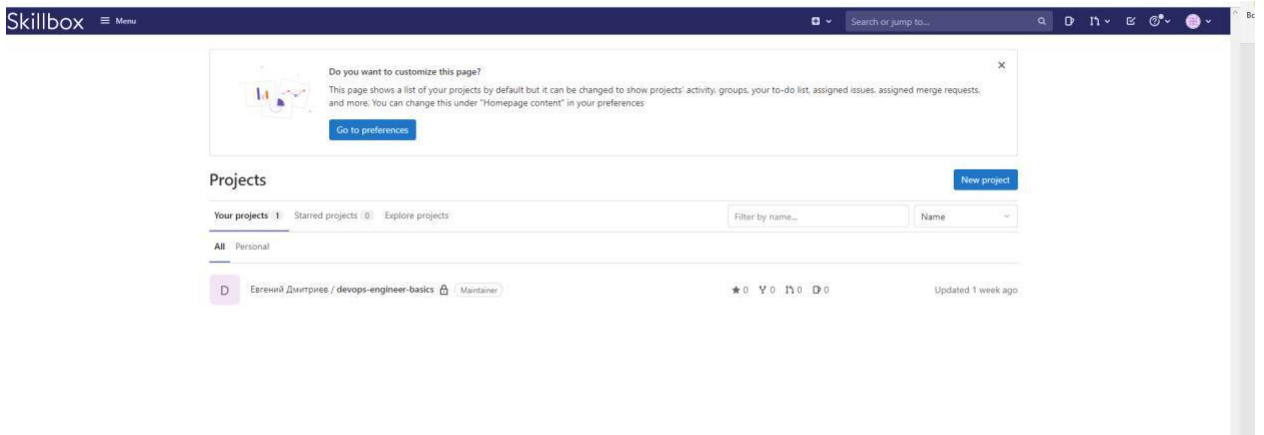 Skillbox Menu Search or jump to...
Do you want to customize this page?
This page shows a list of your projects by default but it can be changed to show projects' activity, groups, your to-do list, assigned issues, assigned merge requests,
and more. You can change this under "Homepage content" in your preferences
Go to preferences
Projects New project
Your projects 1 Starred projects 0 Explore projects Filter by name... Name
All Personal
D Евгений Дмитриев / devops-engineer-basics Maintainer 0 0 0 0 Updated 1 week ago